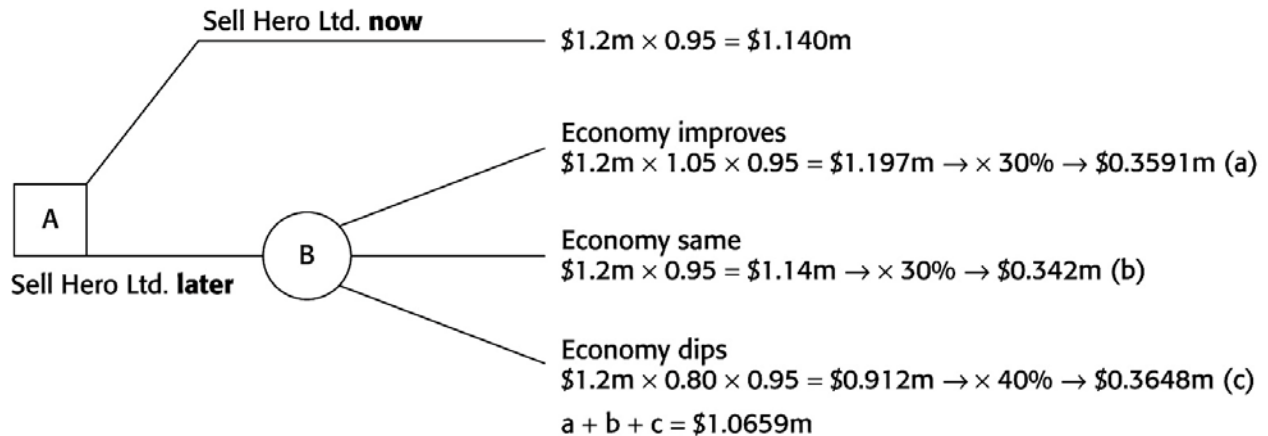 Sell Hero Ltd. now
$1.2m × 0.95 = $1.140m
Economy improves
$1.2m × 1.05 × 0.95 = $1.197m → × 30% → $0.3591m (a)
A
B
Economy same
$1.2m × 0.95 = $1.14m → × 30% → $0.342m (b)
Sell Hero Ltd. later
Economy dips
$1.2m × 0.80 × 0.95 = $0.912m → × 40% → $0.3648m (c)
a + b + c = $1.0659m